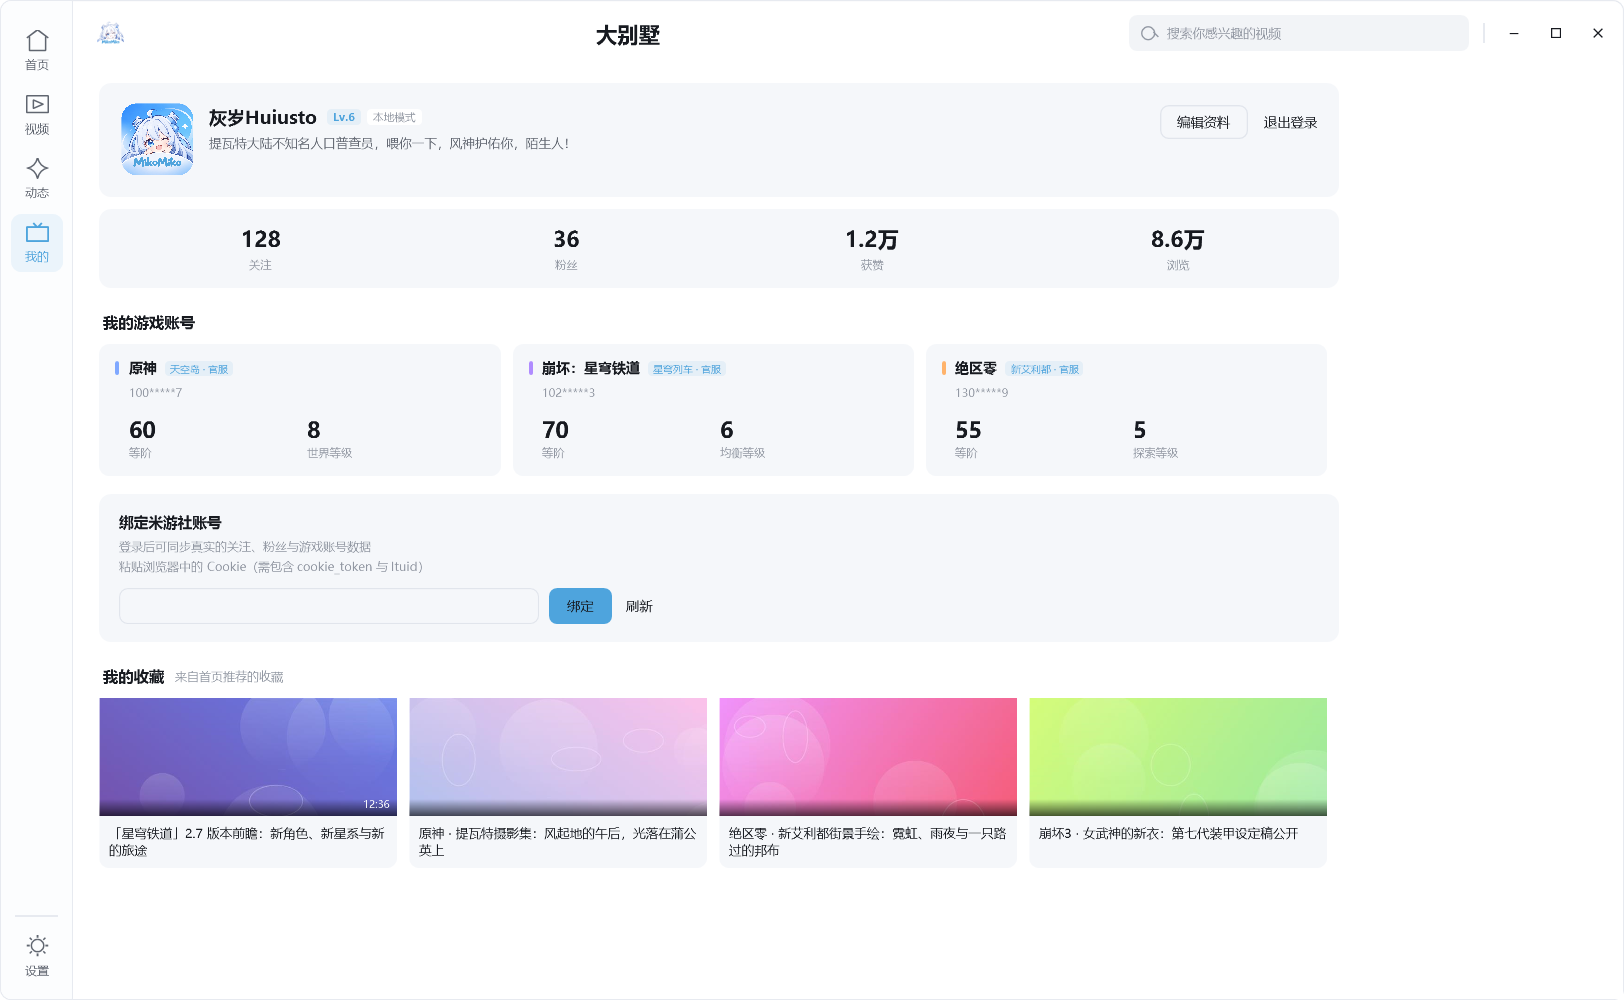 大别墅
搜索你感兴趣的视频
首页
视频
动态
我的
设置
MikoMiko
灰岁Huiusto Lv.6 本地模式
提瓦特大陆不知名人口普查员，喂你一下，风神护佑你，陌生人！
编辑资料 退出登录
128 36 1.2万 8.6万
关注 粉丝 获赞 浏览
我的游戏账号
原神 天空岛 · 官服
100*****7
60 8
等阶 世界等级
崩坏：星穹铁道 星穹列车 · 官服
102*****3
70 6
等阶 均衡等级
绝区零 新艾利都 · 官服
130*****9
55 5
等阶 探索等级
绑定米游社账号
登录后可同步真实的关注、粉丝与游戏账号数据
粘贴浏览器中的 Cookie（需包含 cookie_token 与 ltuid）
绑定 刷新
我的收藏 来自首页推荐的收藏
12:36
「星穹铁道」2.7 版本前瞻：新角色、新星系与新
的旅途
原神 · 提瓦特摄影集：风起地的午后，光落在蒲公
英上
绝区零 · 新艾利都街景手绘：霓虹、雨夜与一只路
过的邦布
崩坏3 · 女武神的新衣：第七代装甲设定稿公开